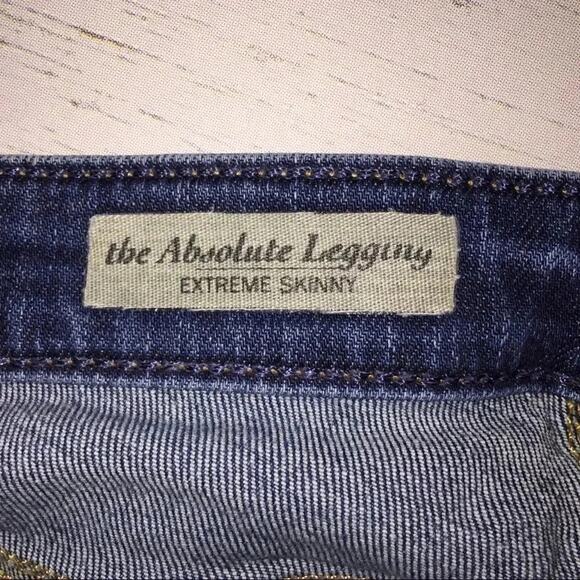 the Absolute Legging
EXTREME SKINNY